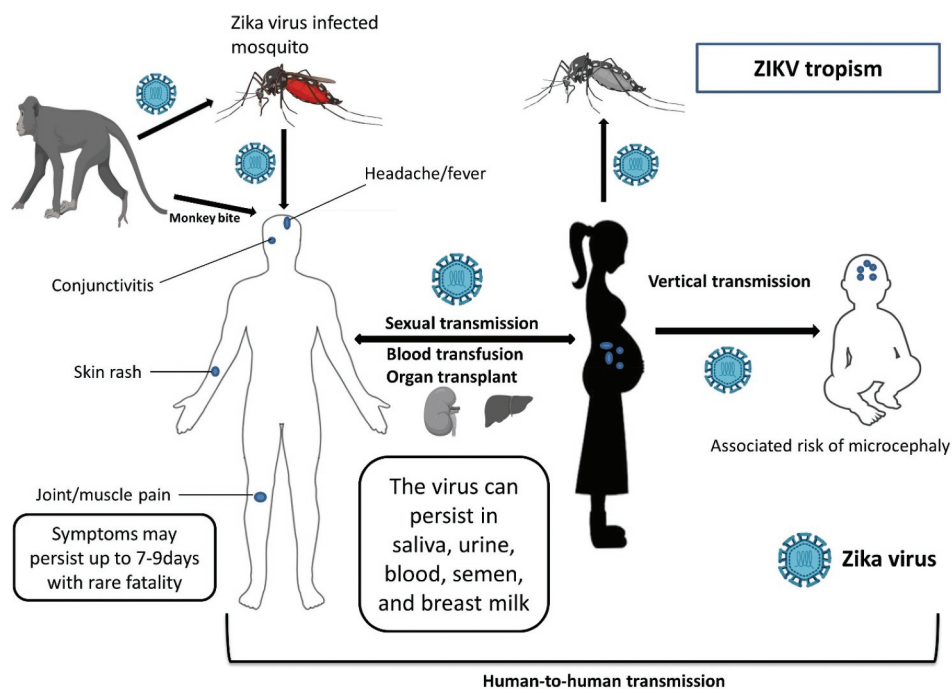 Zika virus infected
mosquito
ZIKV tropism
Headache/fever
Monkey bite
Conjunctivitis
Vertical transmission
Sexual transmission
Blood transfusion
Organ transplant
Skin rash
Associated risk of microcephaly
Joint/muscle pain
Symptoms may
persist up to 7-9days
with rare fatality
The virus can
persist in
saliva, urine,
blood, semen,
and breast milk
Zika virus
Human-to-human transmission